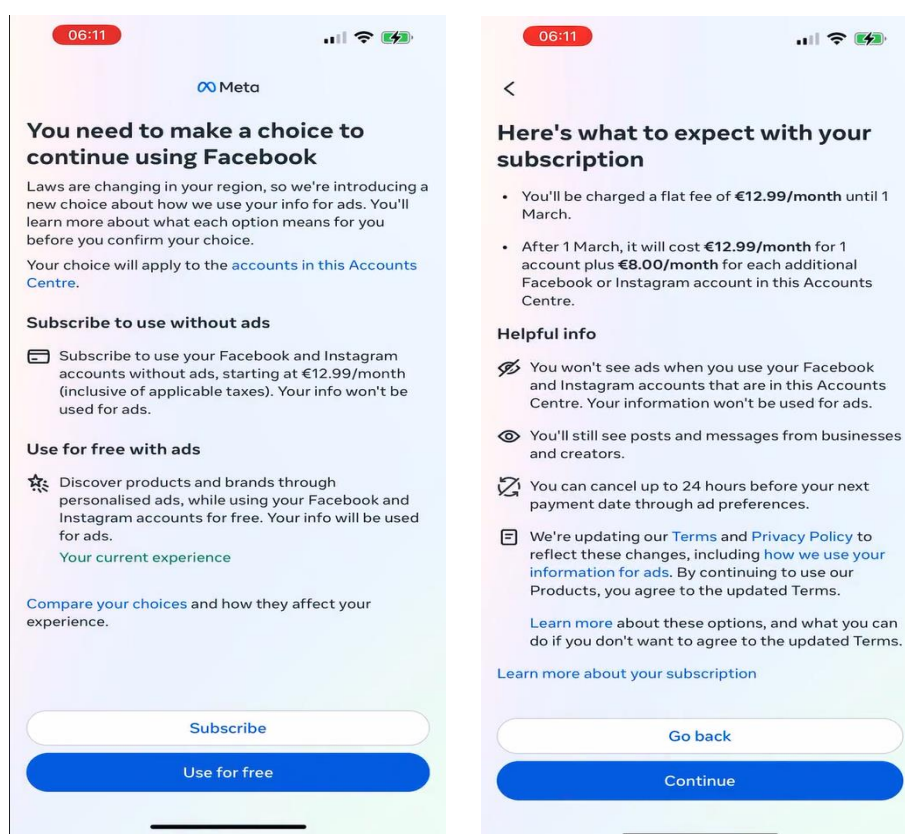 06:11
Meta
You need to make a choice to
continue using Facebook
Laws are changing in your region, so we're introducing a
new choice about how we use your info for ads. You'll
learn more about what each option means for you
before you confirm your choice.
Your choice will apply to the accounts in this Accounts
Centre.
Subscribe to use without ads
Subscribe to use your Facebook and Instagram
accounts without ads, starting at €12.99/month
(inclusive of applicable taxes). Your info won't be
used for ads.
Use for free with ads
Discover products and brands through
personalised ads, while using your Facebook and
Instagram accounts for free. Your info will be used
for ads.
Your current experience
Compare your choices and how they affect your
experience.
Subscribe
Use for free
06:11
Here's what to expect with your
subscription
• You'll be charged a flat fee of €12.99/month until 1
March.
• After 1 March, it will cost €12.99/month for 1
account plus €8.00/month for each additional
Facebook or Instagram account in this Accounts
Centre.
Helpful info
You won't see ads when you use your Facebook
and Instagram accounts that are in this Accounts
Centre. Your information won't be used for ads.
You'll still see posts and messages from businesses
and creators.
You can cancel up to 24 hours before your next
payment date through ad preferences.
We're updating our Terms and Privacy Policy to
reflect these changes, including how we use your
information for ads. By continuing to use our
Products, you agree to the updated Terms.
Learn more about these options, and what you can
do if you don't want to agree to the updated Terms.
Learn more about your subscription
Go back
Continue